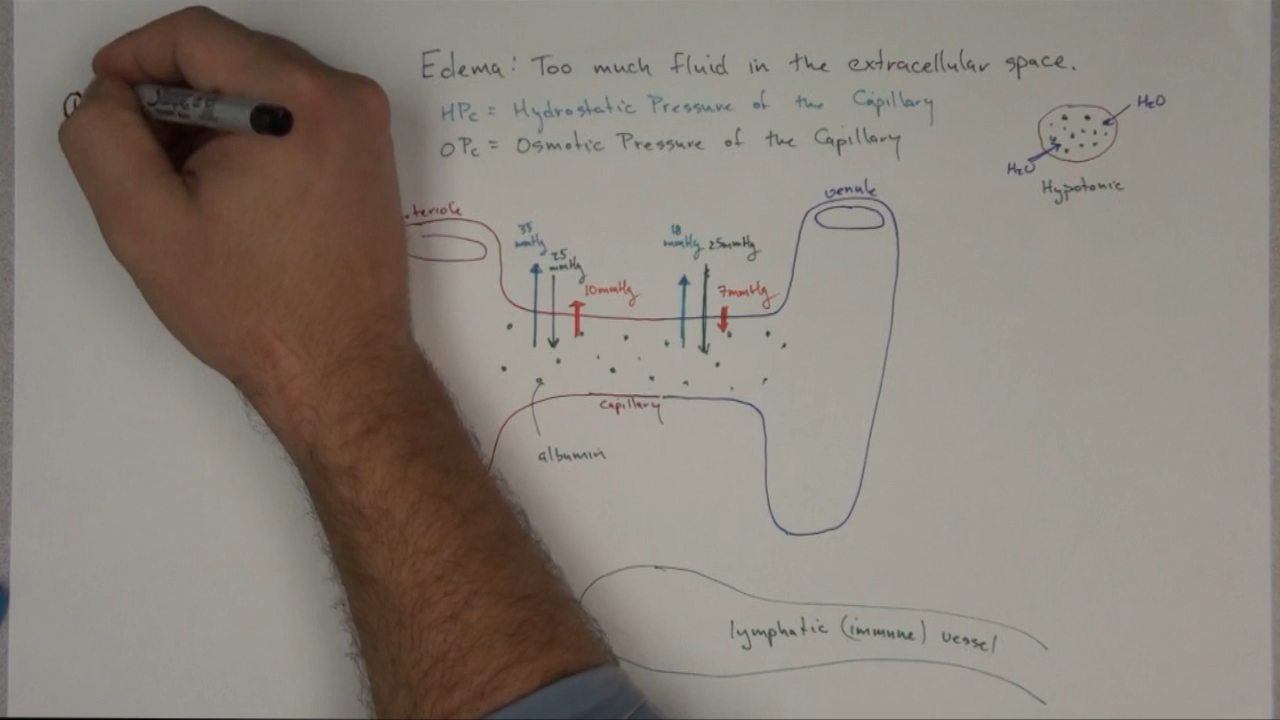 Edema: Too much fluid in the extracellular space.
HPc = Hydrostatic Pressure of the Capillary
OPc = Osmotic Pressure of the Capillary
H2O
H2O
Hypotonic
venule
35
mmHg
25
mmHg
10mmHg
18
mmHg
25mmHg
7mmHg
capillary
albumin
lymphatic (immune) vessel